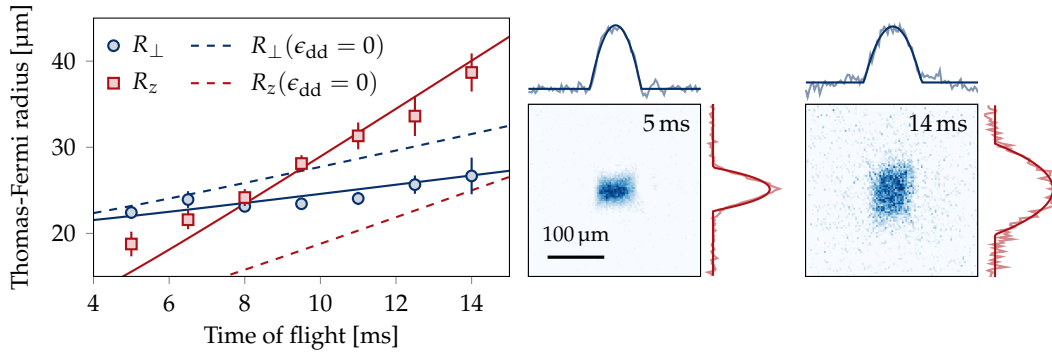 Thomas-Fermi radius [µm]
40
30
20
R⊥
R⊥(ϵdd = 0)
Rz
Rz(ϵdd = 0)
4
6
8
10
12
14
Time of flight [ms]
5 ms
100 µm
14 ms